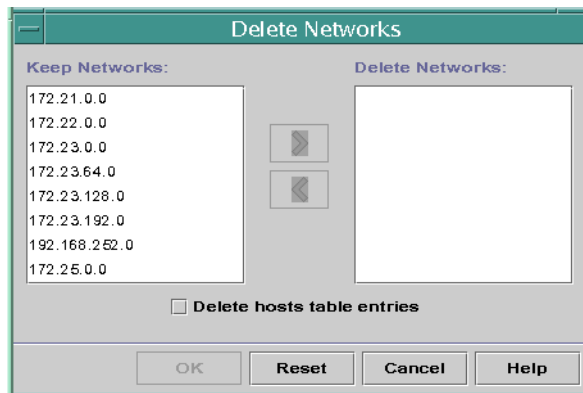 Delete Networks
Keep Networks:
Delete Networks:
172.21.0.0
172.22.0.0
172.23.0.0
172.23.64.0
172.23.128.0
172.23.192.0
192.168.252.0
172.25.0.0
Delete hosts table entries
OK
Reset
Cancel
Help